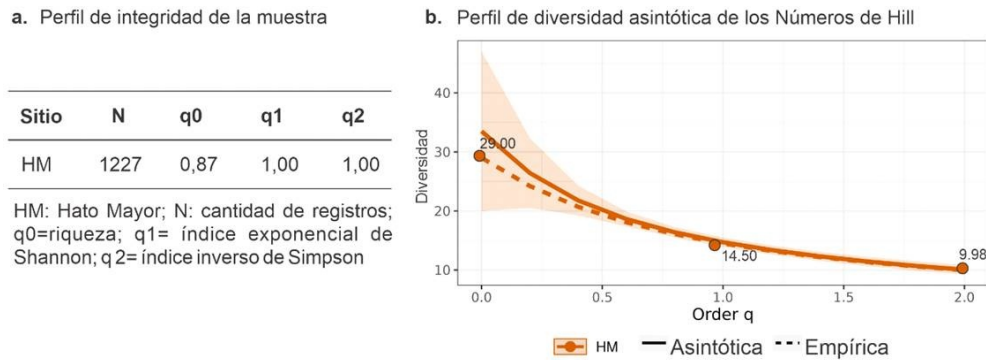 a. Perfil de integridad de la muestra
Sitio N q0 q1 q2
HM 1227 0,87 1,00 1,00
HM: Hato Mayor; N: cantidad de registros;
q0=riqueza; q1= índice exponencial de
Shannon; q 2= índice inverso de Simpson
b. Perfil de diversidad asintótica de los Números de Hill
Diversidad
40
30
20
10
29.00
14.50
9.98
0.0 0.5 1.0 1.5 2.0
Order q
HM Asintótica Empírica